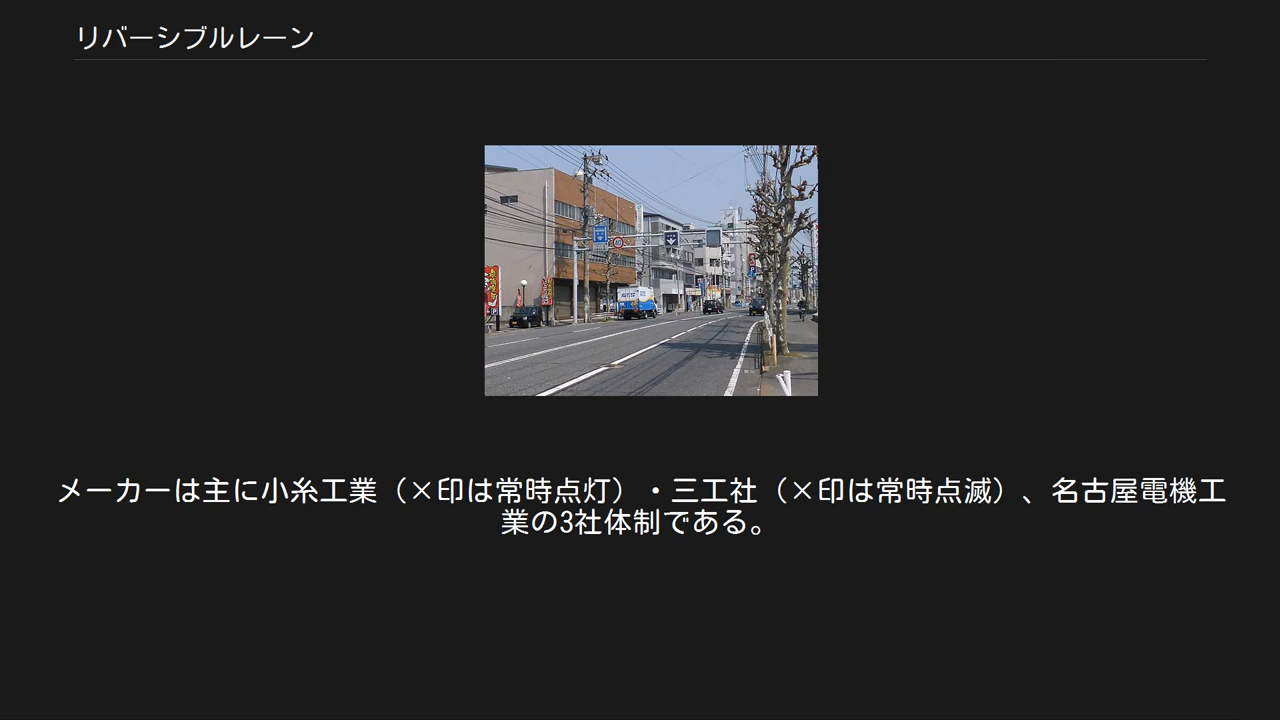 リバーシブルレーン
メーカーは主に小糸工業（×印は常時点灯）・三工社（×印は常時点滅）、名古屋電機工
業の3社体制である。